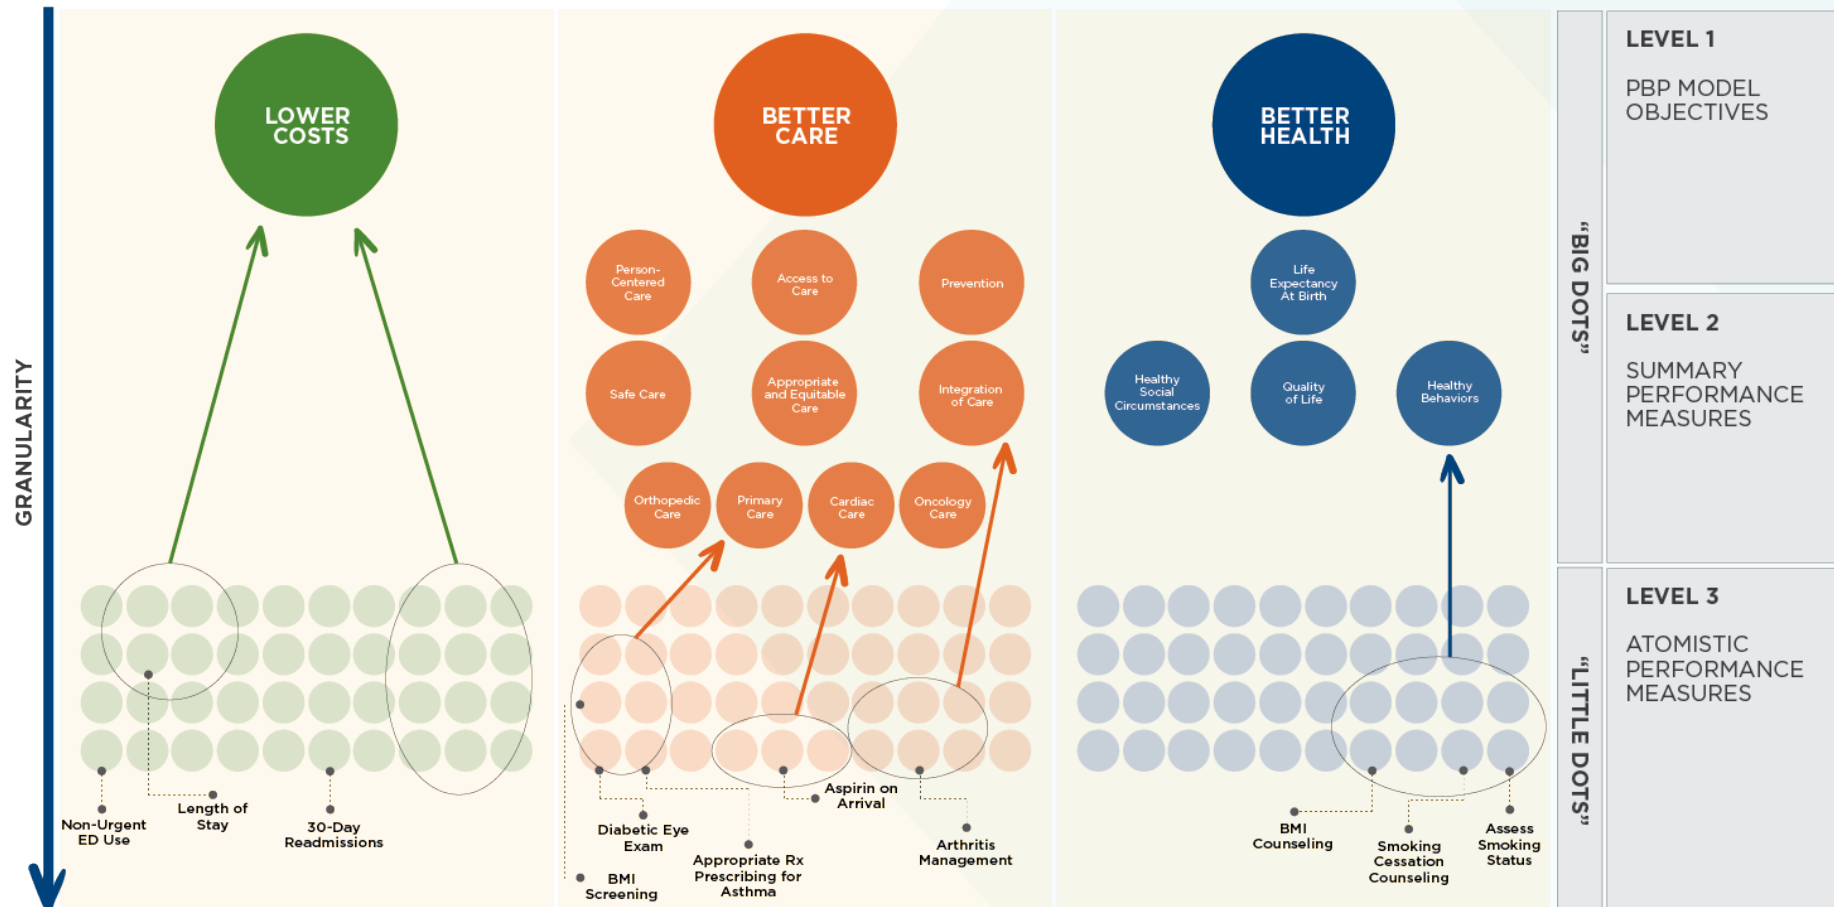 GRANULARITY
LOWER
COSTS
BETTER
CARE
BETTER
HEALTH
Person-
Centered
Care
Access to
Care
Prevention
Life
Expectancy
At Birth
Safe Care
Appropriate
and Equitable
Care
Integration
of Care
Healthy
Social
Circumstances
Quality
of Life
Healthy
Behaviors
Orthopedic
Care
Primary
Care
Cardiac
Care
Oncology
Care
Non-Urgent
ED Use
Length of
Stay
30-Day
Readmissions
BMI
Screening
Diabetic Eye
Exam
Appropriate Rx
Prescribing for
Asthma
Aspirin on
Arrival
Arthritis
Management
BMI
Counseling
Smoking
Cessation
Counseling
Assess
Smoking
Status
“BIG DOTS”
“LITTLE DOTS”
LEVEL 1
PBP MODEL
OBJECTIVES
LEVEL 2
SUMMARY
PERFORMANCE
MEASURES
LEVEL 3
ATOMISTIC
PERFORMANCE
MEASURES